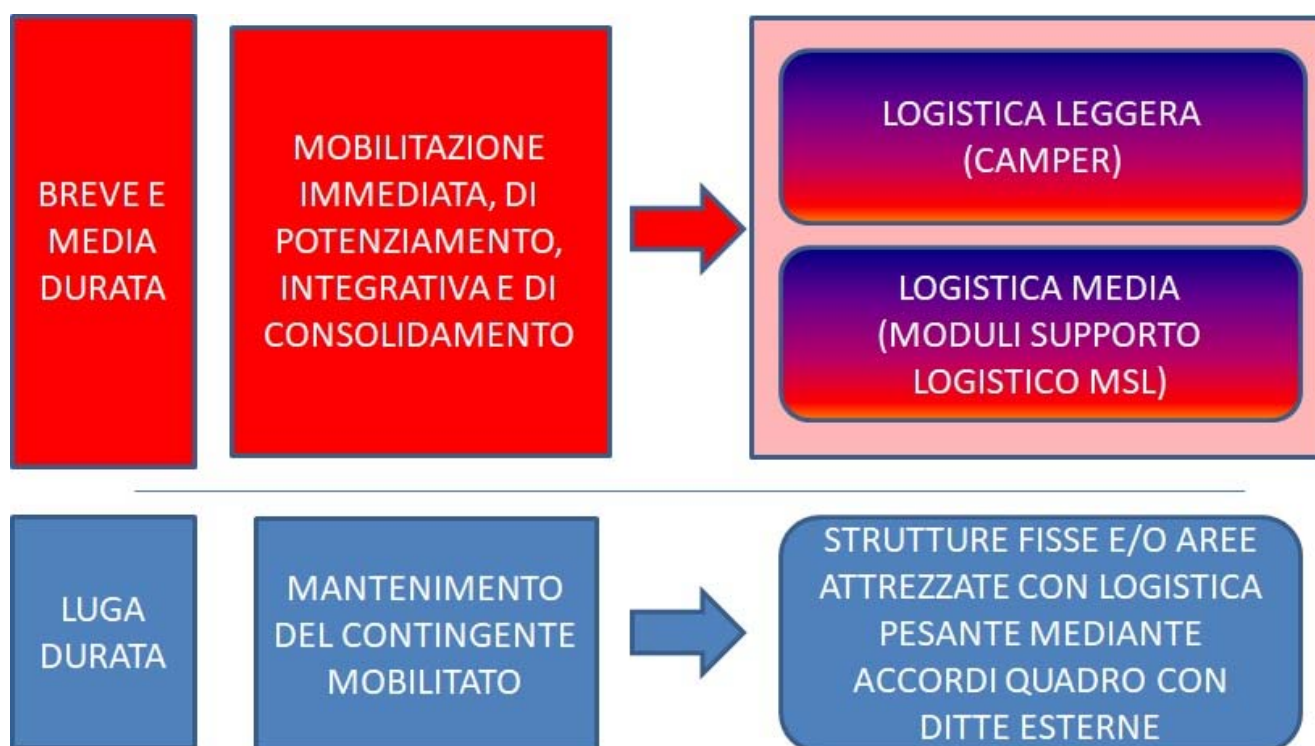 BREVE E
MEDIA
DURATA
MOBILITAZIONE
IMMEDIATA, DI
POTENZIAMENTO,
INTEGRATIVA E DI
CONSOLIDAMENTO
LOGISTICA LEGGERA
(CAMPER)
LOGISTICA MEDIA
(MODULI SUPPORTO
LOGISTICO MSL)
LUGA
DURATA
MANTENIMENTO
DEL CONTINGENTE
MOBILITATO
STRUTTURE FISSE E/O AREE
ATTREZZATE CON LOGISTICA
PESANTE MEDIANTE
ACCORDI QUADRO CON
DITTE ESTERNE